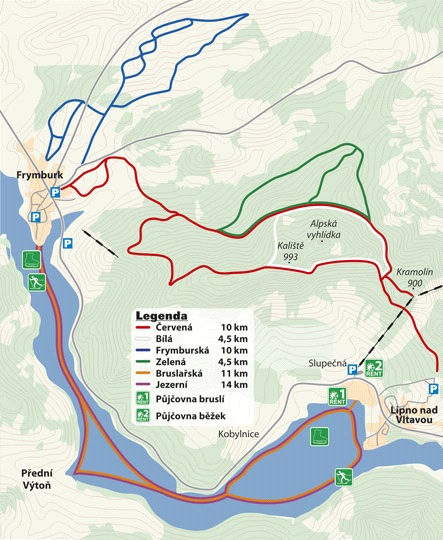 Frymburk
P
P
P
Alpská
vyhlídka
Kaliště
993
Kramolín
900
Legenda
Červená 10 km
Bílá 4,5 km
Frymburská 10 km
Zelená 4,5 km
Bruslařská 11 km
Jezerní 14 km
1 RENT Půjčovna bruslí
2 RENT Půjčovna běžek
Slupečná
P
2
RENT
P
1
RENT
Lipno nad
Vltavou
Kobylnice
Přední
Výtoň